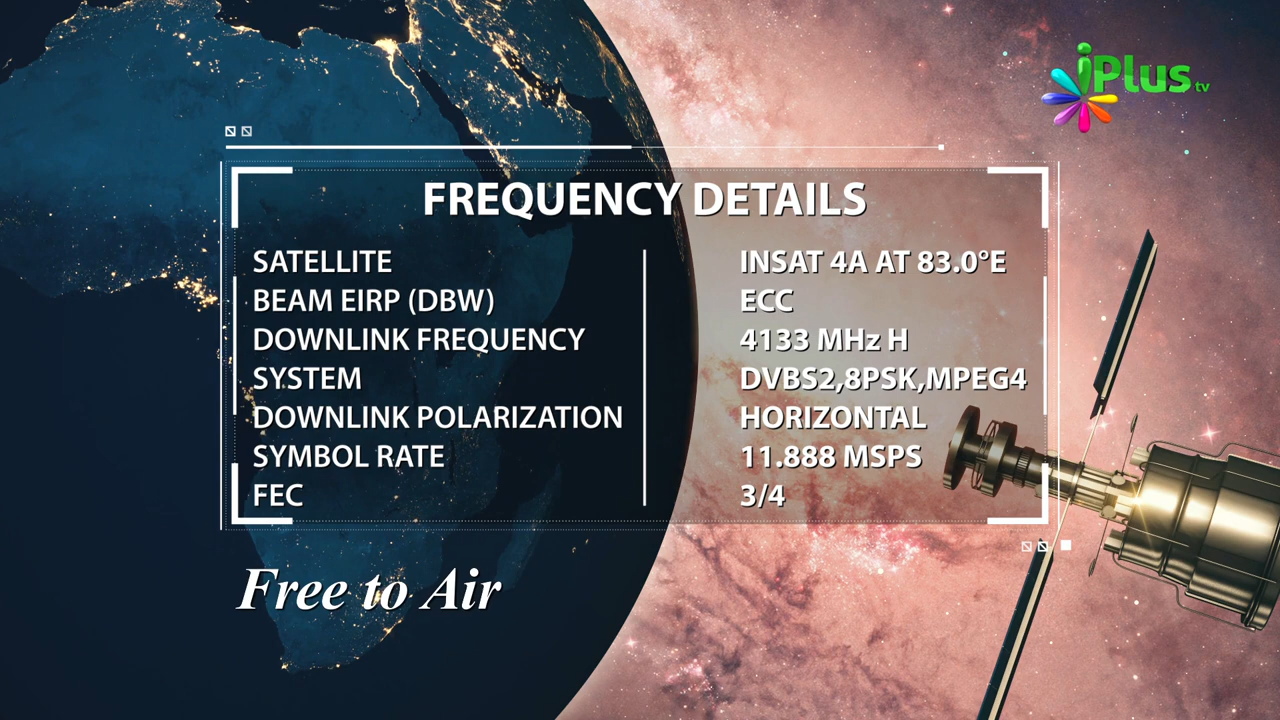 iPlus tv
FREQUENCY DETAILS
SATELLITE INSAT 4A AT 83.0°E
BEAM EIRP (DBW) ECC
DOWNLINK FREQUENCY 4133 MHz H
SYSTEM DVBS2,8PSK,MPEG4
DOWNLINK POLARIZATION HORIZONTAL
SYMBOL RATE 11.888 MSPS
FEC 3/4
Free to Air